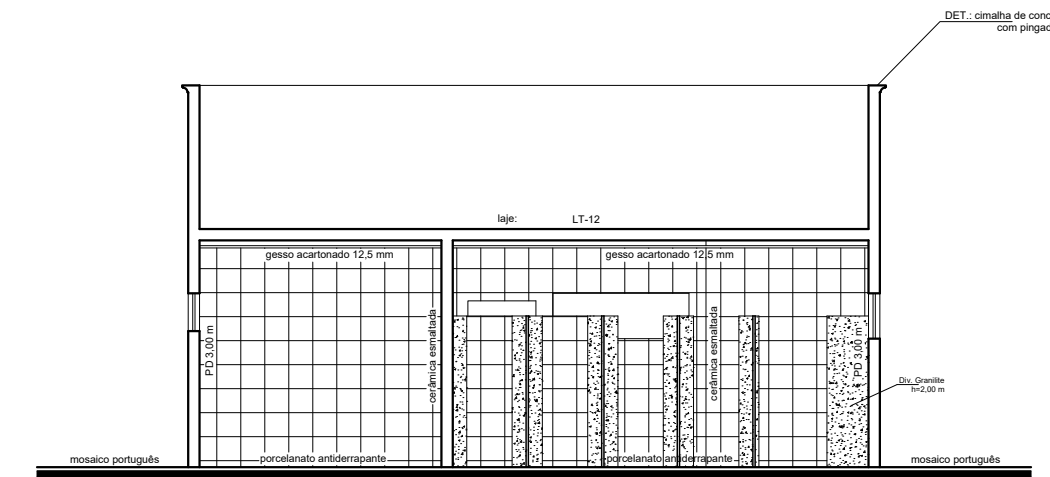 DET.: cimalha de conc
com pingad
laje: LT-12
gesso acartonado 12,5 mm
gesso acartonado 12,5 mm
PD 3,00 m
cerâmica esmaltada
cerâmica esmaltada
PD 3,00 m
Div. Granilite
h=2,00 m
mosaico português
porcelanato antiderrapante
porcelanato antiderrapante
mosaico português